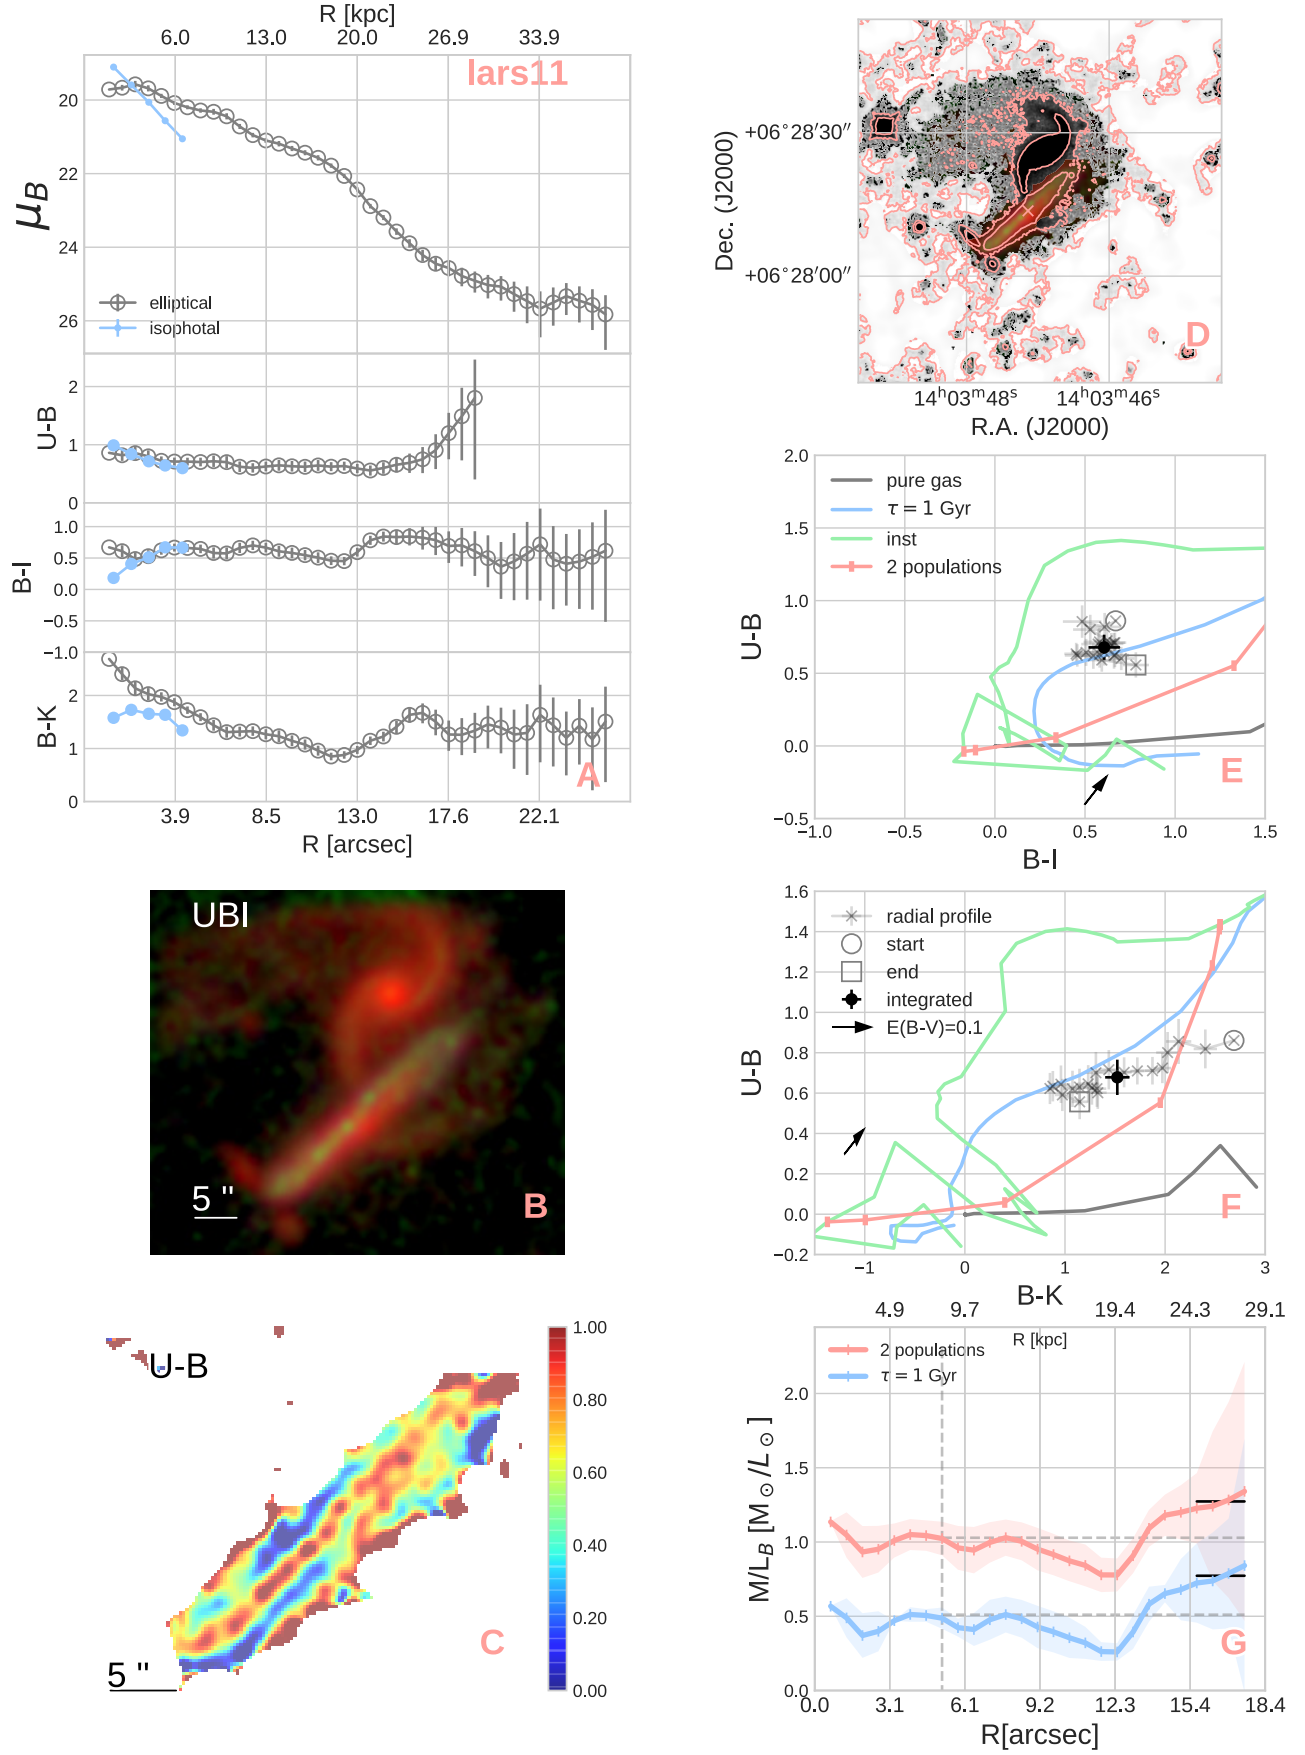 R [kpc]
6.0 13.0 20.0 26.9 33.9
lars11
20
22
24
26
μB
elliptical
isophotal
2
1
0
U-B
1.0
0.5
0.0
−0.5
−1.0
B-I
2
1
0
B-K
A
3.9 8.5 13.0 17.6 22.1
R [arcsec]
UBI
5 "
B
U-B
5 "
C
1.00
0.80
0.60
0.40
0.20
0.00
+06°28′30″
+06°28′00″
Dec. (J2000)
D
14ʰ03ᵐ48ˢ 14ʰ03ᵐ46ˢ
R.A. (J2000)
2.0
1.5
1.0
0.5
0.0
−0.5
U-B
pure gas
τ = 1 Gyr
inst
2 populations
E
−1.0 −0.5 0.0 0.5 1.0 1.5
B-I
1.6
1.4
1.2
1.0
0.8
0.6
0.4
0.2
0.0
−0.2
U-B
radial profile
start
end
integrated
E(B-V)=0.1
F
−1 0 1 2 3
B-K
4.9 9.7 19.4 24.3 29.1
R [kpc]
2 populations
τ = 1 Gyr
2.0
1.5
1.0
0.5
0.0
M/LB [M⊙/L⊙]
G
0.0 3.1 6.1 9.2 12.3 15.4 18.4
R[arcsec]